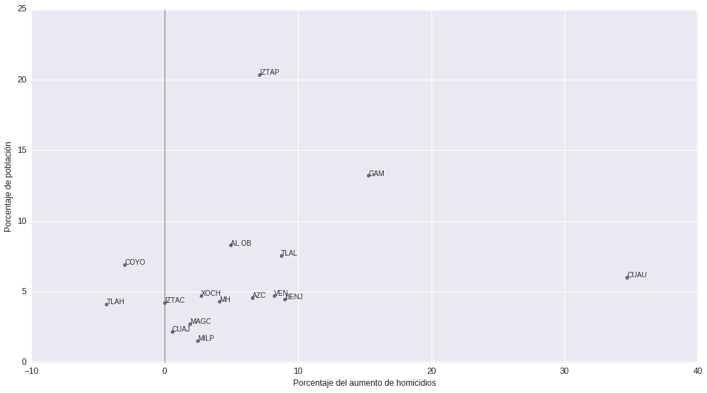 25
20
15
10
5
0
Porcentaje de población
IZTAP
GAM
AL OB
TLAL
COYO
CUAU
XOCH
AZC
VEN
BENJ
TLAH
IZTAC
MH
MAGC
CUAJ
MILP
−10
0
10
20
30
40
Porcentaje del aumento de homicidios